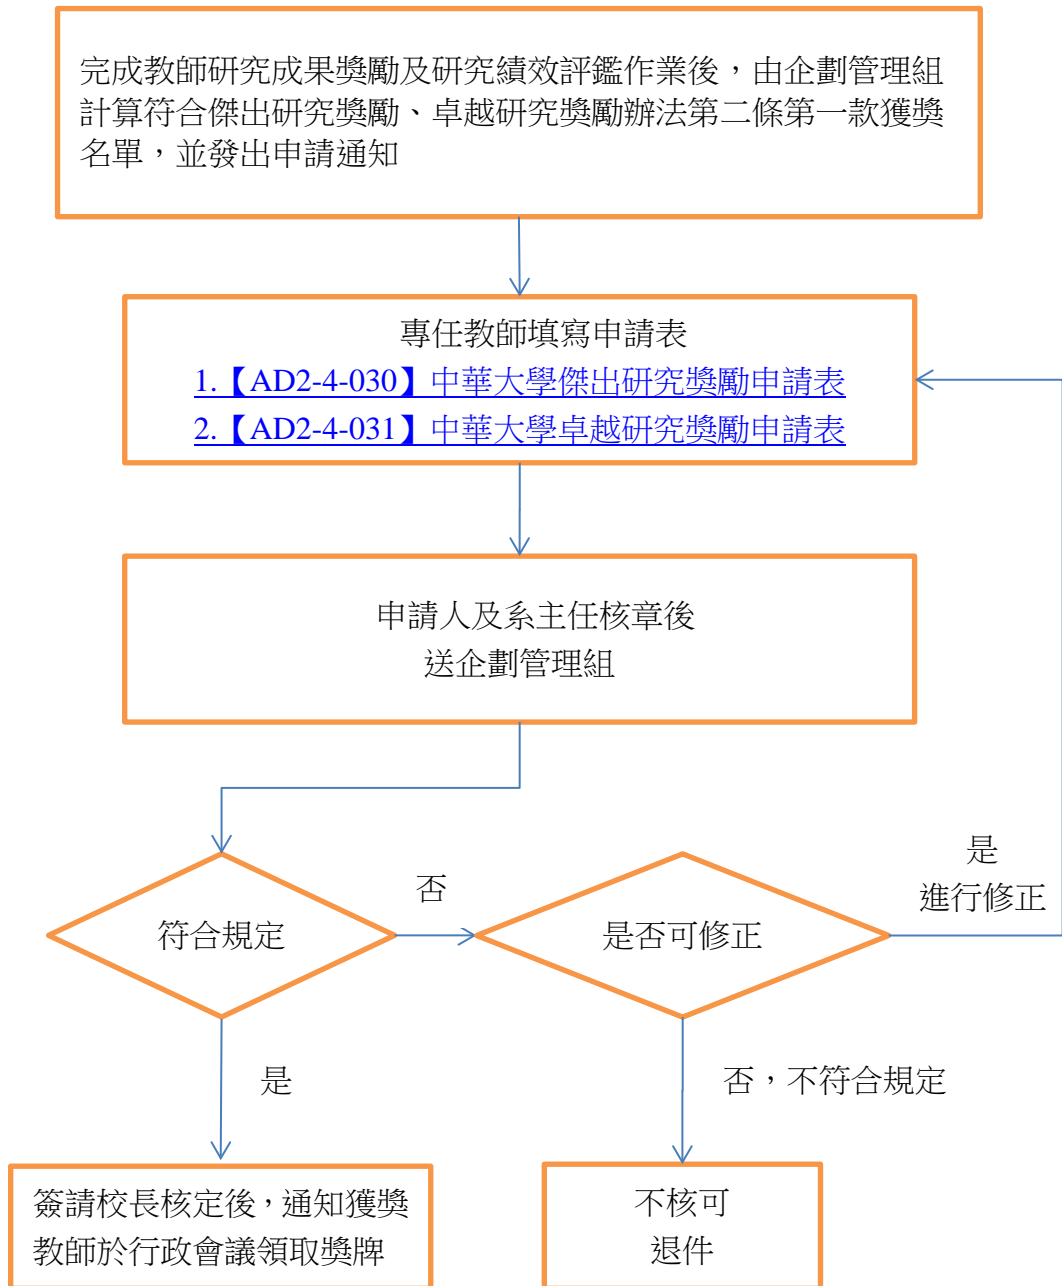 完成教師研究成果獎勵及研究績效評鑑作業後，由企劃管理組
計算符合傑出研究獎勵、卓越研究獎勵辦法第二條第一款獲獎
名單，並發出申請通知
專任教師填寫申請表
1.【AD2-4-030】中華大學傑出研究獎勵申請表
2.【AD2-4-031】中華大學卓越研究獎勵申請表
申請人及系主任核章後
送企劃管理組
符合規定
否
是否可修正
是
進行修正
是
否，不符合規定
簽請校長核定後，通知獲獎
教師於行政會議領取獎牌
不核可
退件